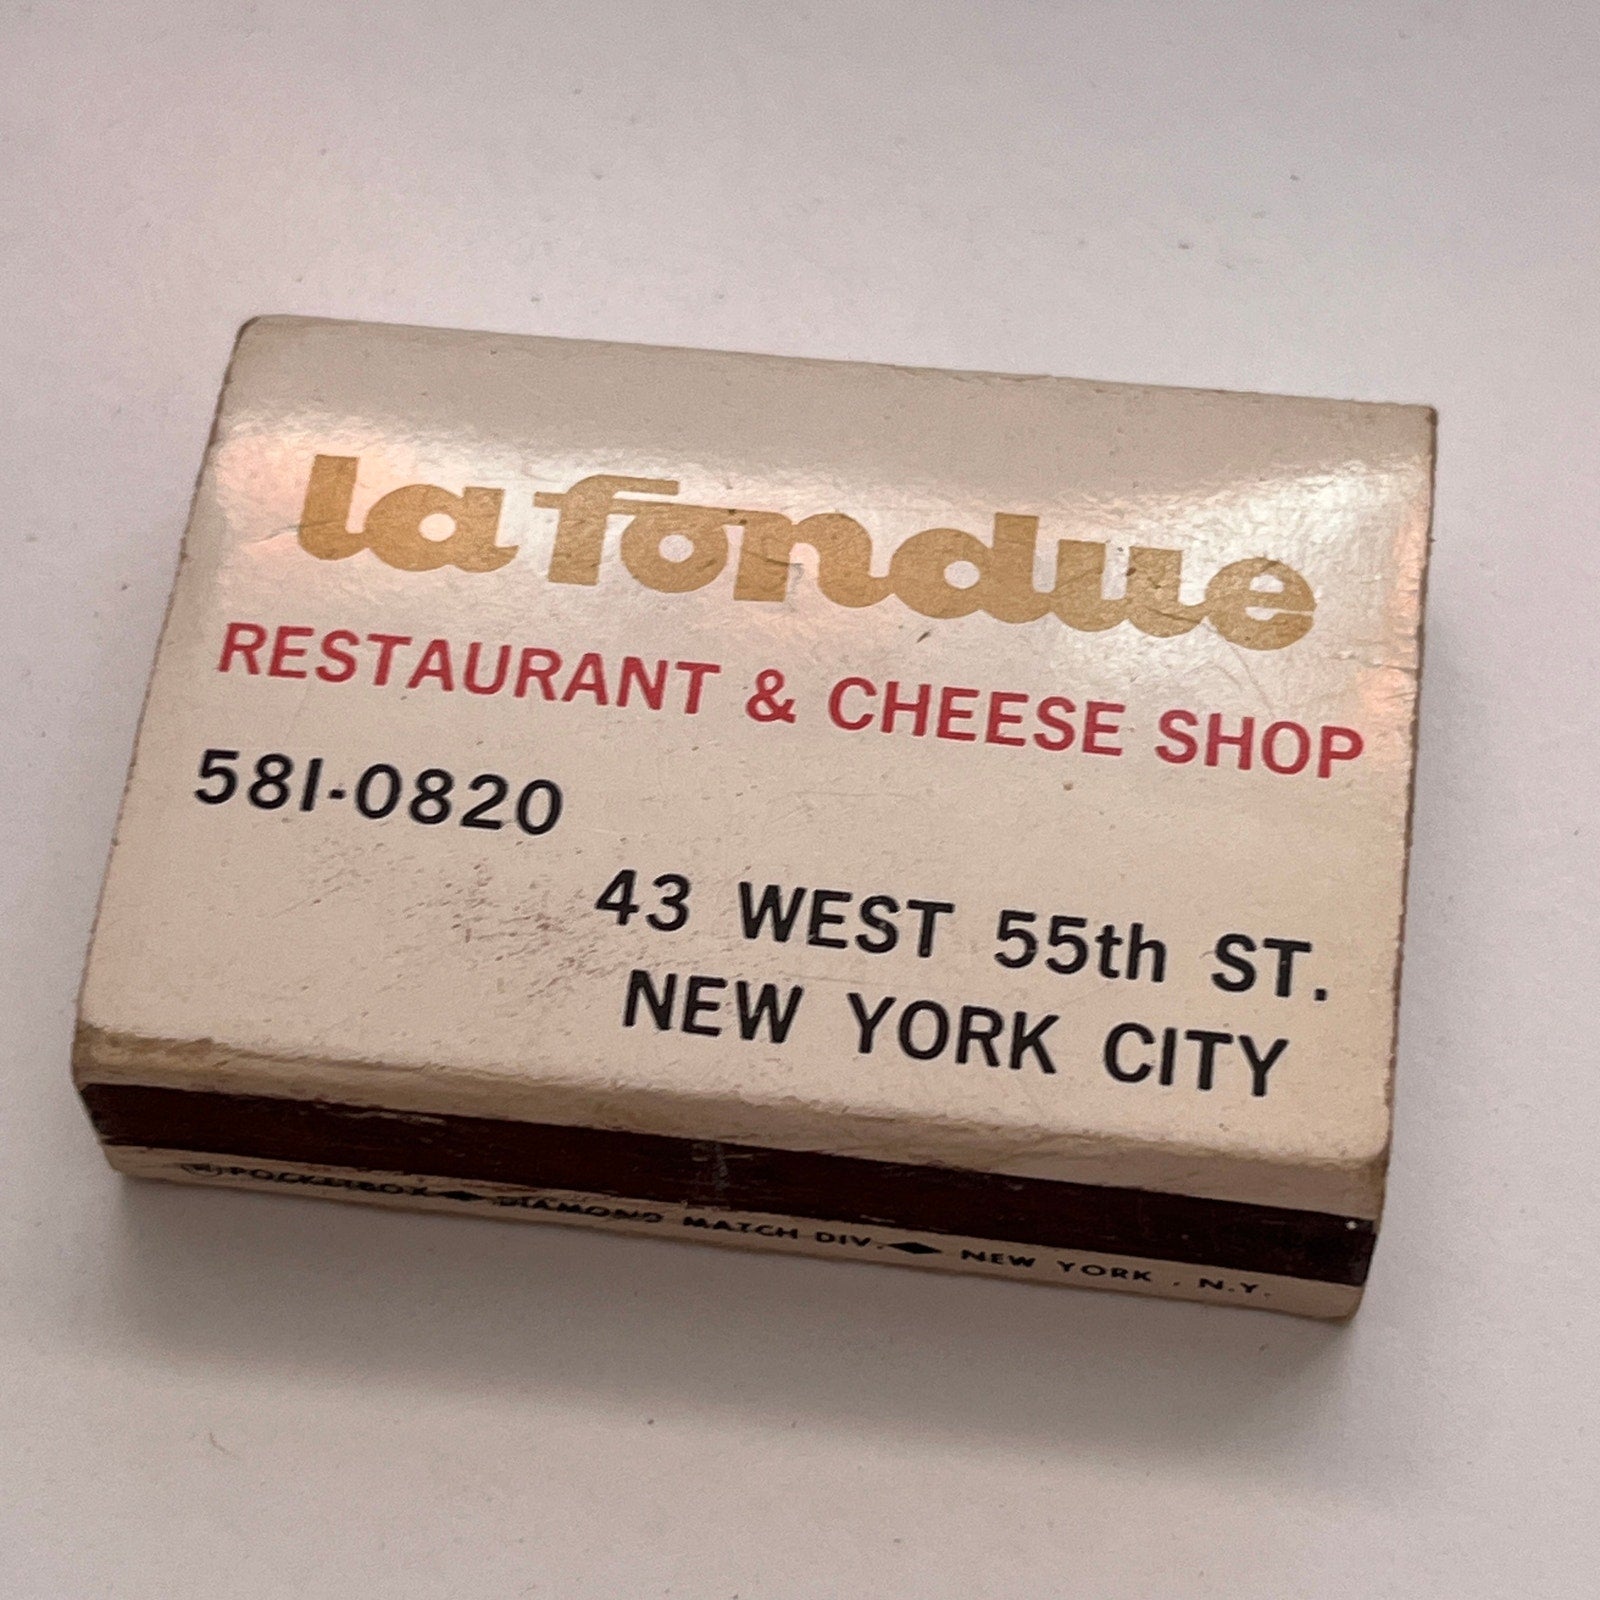 la fondue
RESTAURANT & CHEESE SHOP
581-0820
43 WEST 55th ST.
NEW YORK CITY
POCKETBOX ◆ DIAMOND MATCH DIV. ◆ NEW YORK, N.Y.